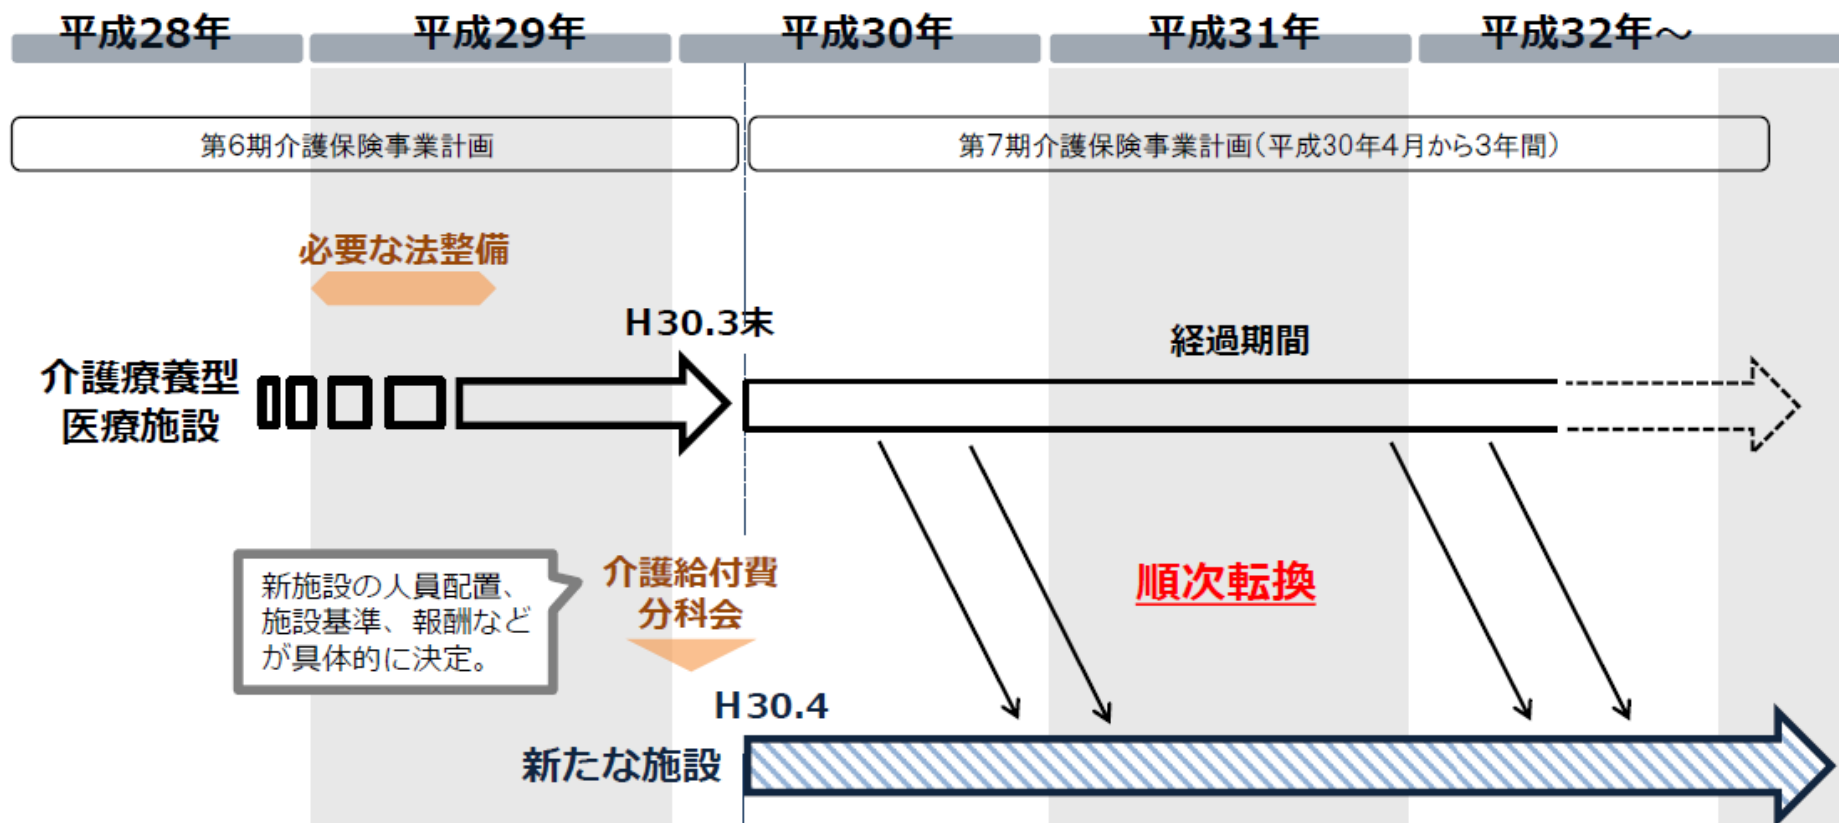 平成28年
平成29年
平成30年
平成31年
平成32年～
第6期介護保険事業計画
第7期介護保険事業計画(平成30年4月から3年間)
必要な法整備
H30.3末
経過期間
介護療養型
医療施設
新施設の人員配置、
施設基準、報酬など
が具体的に決定。
介護給付費
分科会
順次転換
H30.4
新たな施設